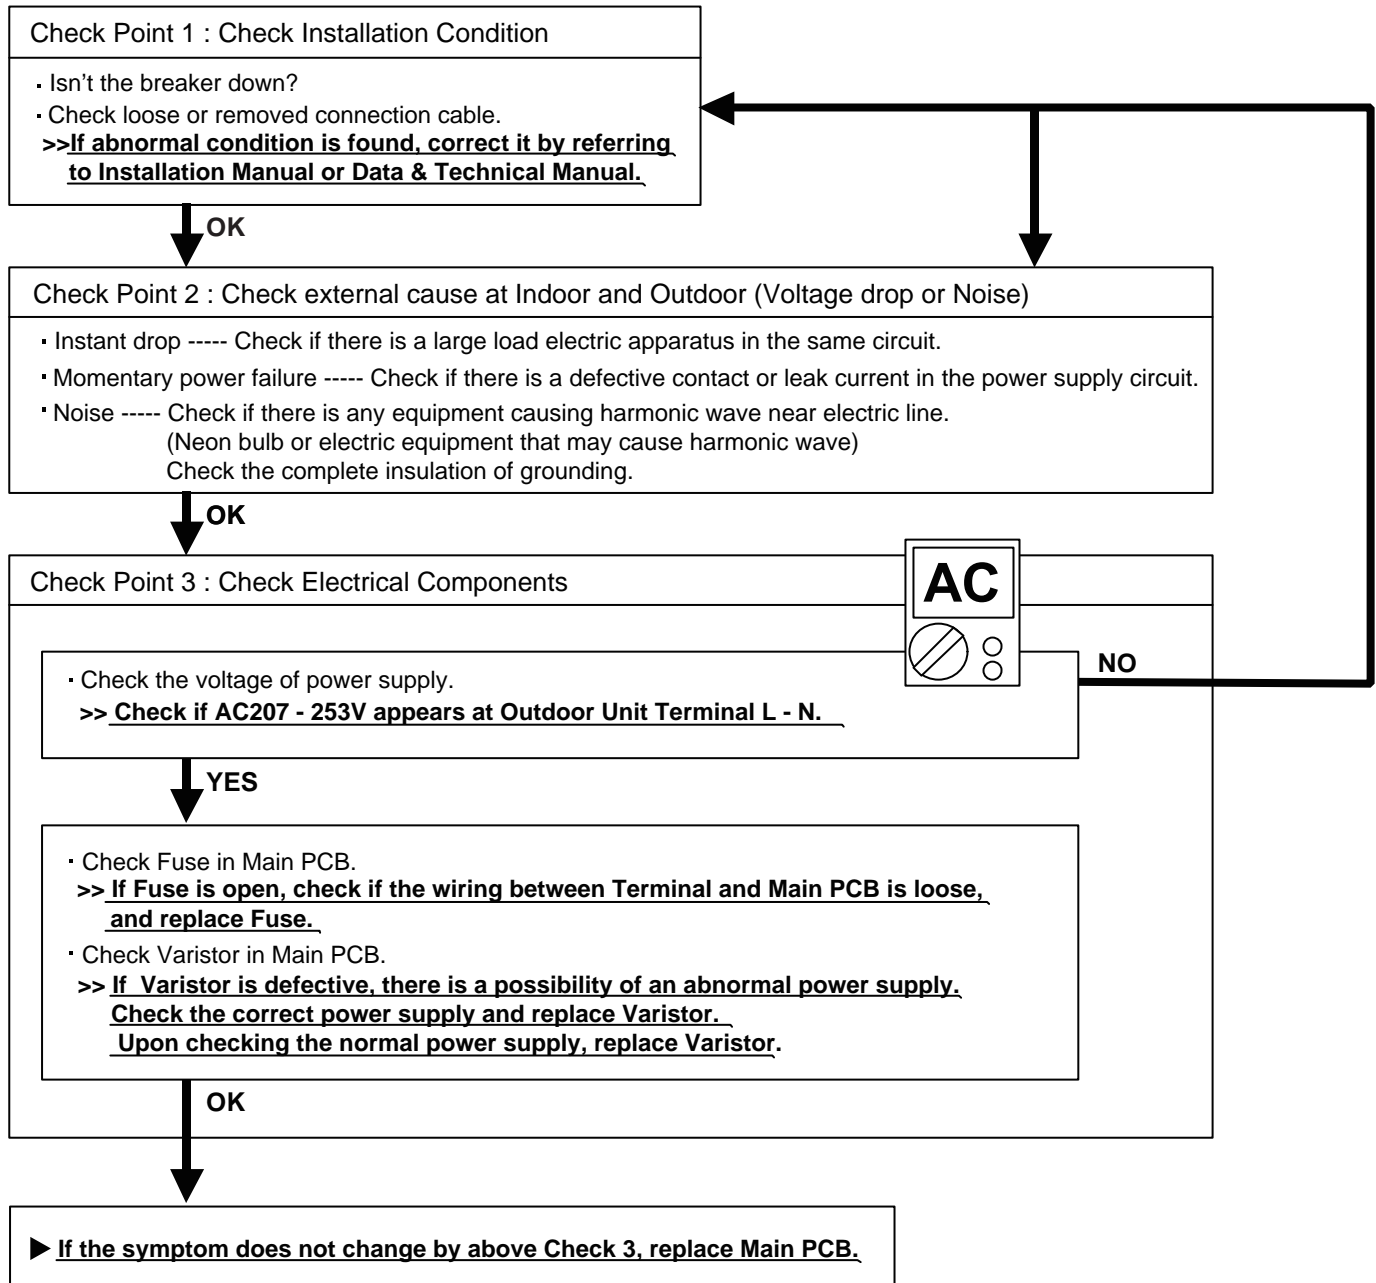 Check Point 1 : Check Installation Condition
· Isn't the breaker down?
· Check loose or removed connection cable.
>>If abnormal condition is found, correct it by referring
to Installation Manual or Data & Technical Manual.
OK
Check Point 2 : Check external cause at Indoor and Outdoor (Voltage drop or Noise)
· Instant drop ----- Check if there is a large load electric apparatus in the same circuit.
· Momentary power failure ----- Check if there is a defective contact or leak current in the power supply circuit.
· Noise ----- Check if there is any equipment causing harmonic wave near electric line.
(Neon bulb or electric equipment that may cause harmonic wave)
Check the complete insulation of grounding.
OK
Check Point 3 : Check Electrical Components
AC
NO
· Check the voltage of power supply.
>> Check if AC207 - 253V appears at Outdoor Unit Terminal L - N.
YES
· Check Fuse in Main PCB.
>> If Fuse is open, check if the wiring between Terminal and Main PCB is loose,
and replace Fuse.
· Check Varistor in Main PCB.
>> If Varistor is defective, there is a possibility of an abnormal power supply.
Check the correct power supply and replace Varistor.
Upon checking the normal power supply, replace Varistor.
OK
▶ If the symptom does not change by above Check 3, replace Main PCB.